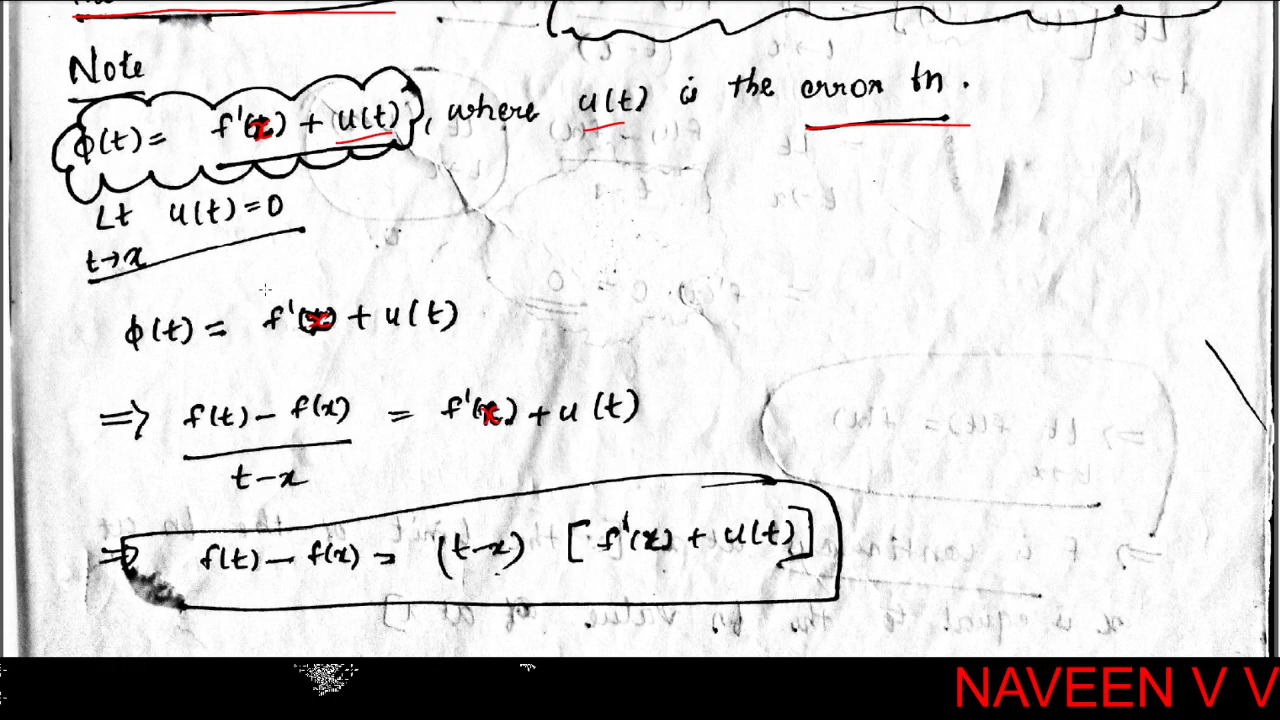 Note
ϕ(t) = f'(x) + u(t), where u(t) is the error fn.
Lt u(t) = 0
t→x
ϕ(t) = f'(x) + u(t)
=> f(t) - f(x) = f'(x) + u(t)
t-x
=> f(t) - f(x) = (t-x) [f'(x) + u(t)]
NAVEEN V V